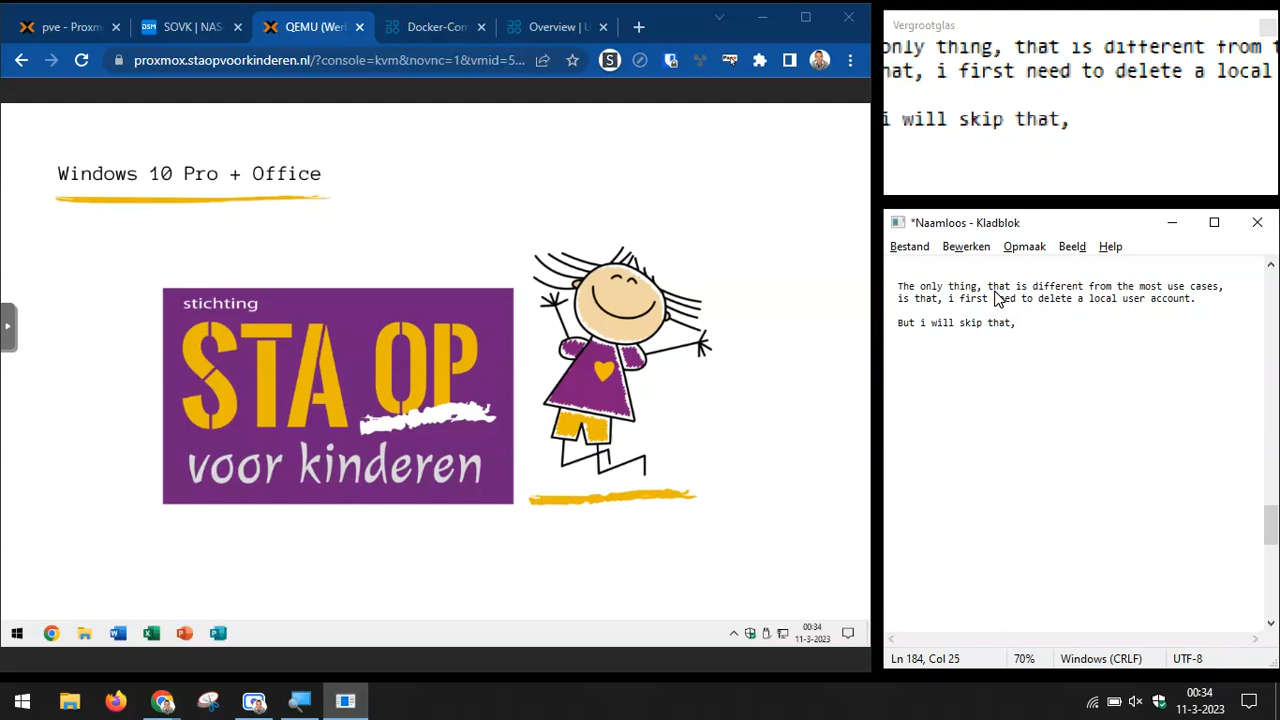 pve - Proxm
SOVK | NAS
QEMU (Werk
Docker-Com
Overview | U
proxmox.staopvoorkinderen.nl/?console=kvm&novnc=1&vmid=5...
Windows 10 Pro + Office
stichting
STA OP
voor kinderen
00:34
11-3-2023
Vergrootglas
only thing, that is different from
hat, i first need to delete a local
i will skip that,
*Naamloos - Kladblok
Bestand Bewerken Opmaak Beeld Help
The only thing, that is different from the most use cases,
is that, i first need to delete a local user account.
But i will skip that,
Ln 184, Col 25 70% Windows (CRLF) UTF-8
00:34
11-3-2023